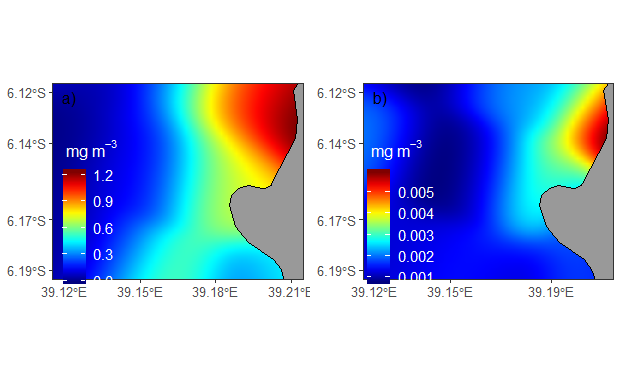 a)
6.12°S
6.14°S
6.17°S
6.19°S
mg m⁻³
1.2
0.9
0.6
0.3
0.0
39.12°E
39.15°E
39.18°E
39.21°E
b)
6.12°S
6.14°S
6.17°S
6.19°S
mg m⁻³
0.005
0.004
0.003
0.002
0.001
39.12°E
39.15°E
39.19°E